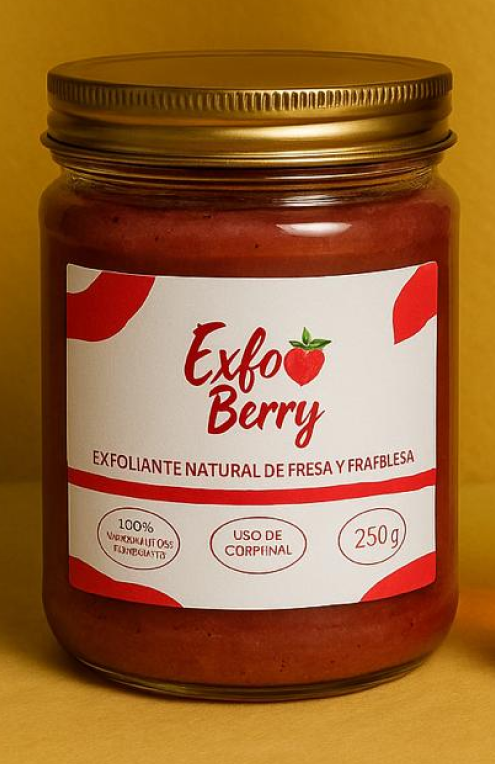 Exfo
Berry
EXFOLIANTE NATURAL DE FRESA Y FRAFBLESA
100%
USO DE
CORPFINAL
250g